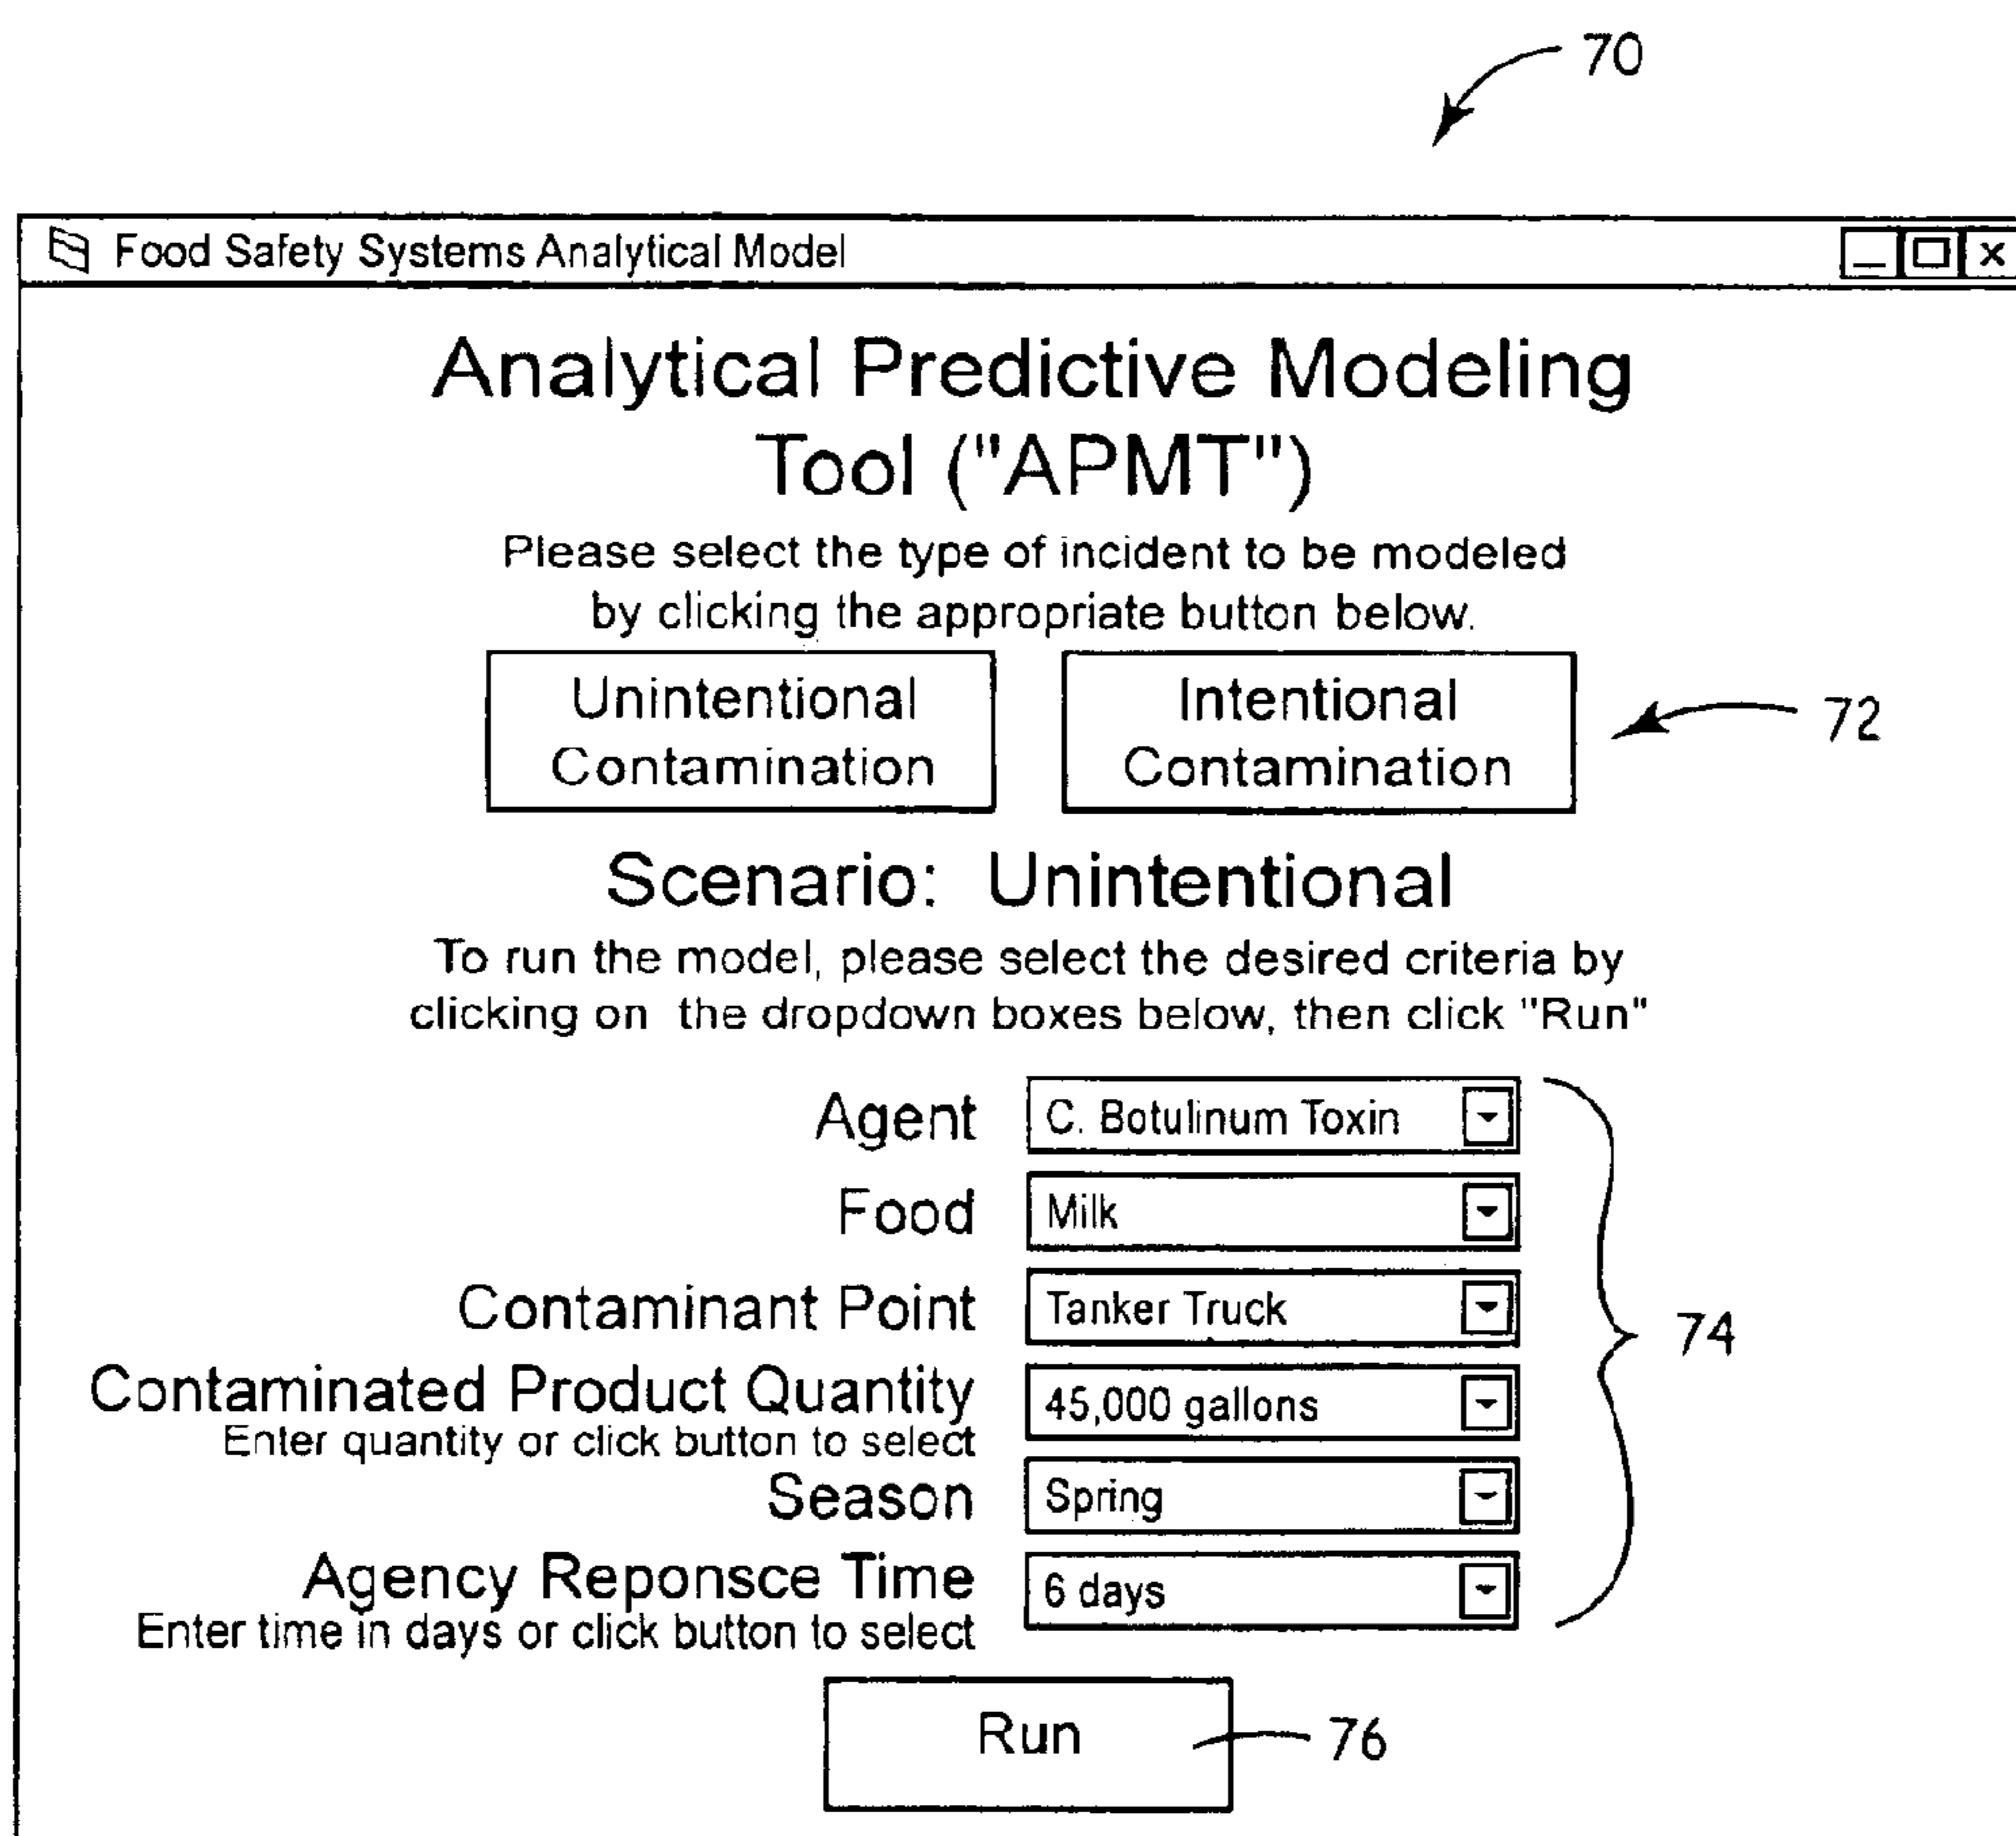 70
Food Safety Systems Analytical Model
Analytical Predictive Modeling
Tool ("APMT")
Please select the type of incident to be modeled
by clicking the appropriate button below.
Unintentional
Contamination
Intentional
Contamination
72
Scenario: Unintentional
To run the model, please select the desired criteria by
clicking on the dropdown boxes below, then click "Run"
Agent C. Botulinum Toxin
Food Milk
Contaminant Point Tanker Truck
74
Contaminated Product Quantity 45,000 gallons
Enter quantity or click button to select
Season Spring
Agency Reponsce Time 6 days
Enter time in days or click button to select
Run 76